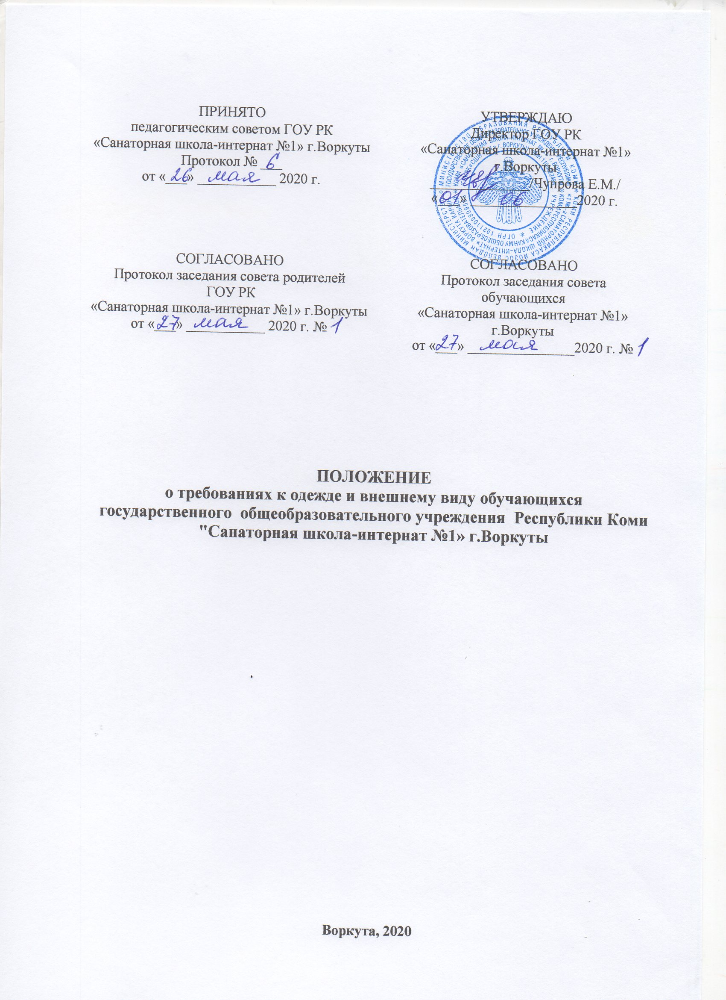 ПРИНЯТО
педагогическим советом ГОУ РК
«Санаторная школа-интернат №1» г.Воркуты
Протокол № 6
от «26» мая 2020 г.
УТВЕРЖДАЮ
Директор ГОУ РК
«Санаторная школа-интернат №1»
г.Воркуты
/Чупрова Е.М./
«01» 06 2020 г.
СОГЛАСОВАНО
Протокол заседания совета родителей
ГОУ РК
«Санаторная школа-интернат №1» г.Воркуты
от «27» мая 2020 г. № 1
СОГЛАСОВАНО
Протокол заседания совета
обучающихся
«Санаторная школа-интернат №1»
г.Воркуты
от «27» мая 2020 г. № 1
ПОЛОЖЕНИЕ
о требованиях к одежде и внешнему виду обучающихся
государственного общеобразовательного учреждения Республики Коми
"Санаторная школа-интернат №1» г.Воркуты
Воркута, 2020